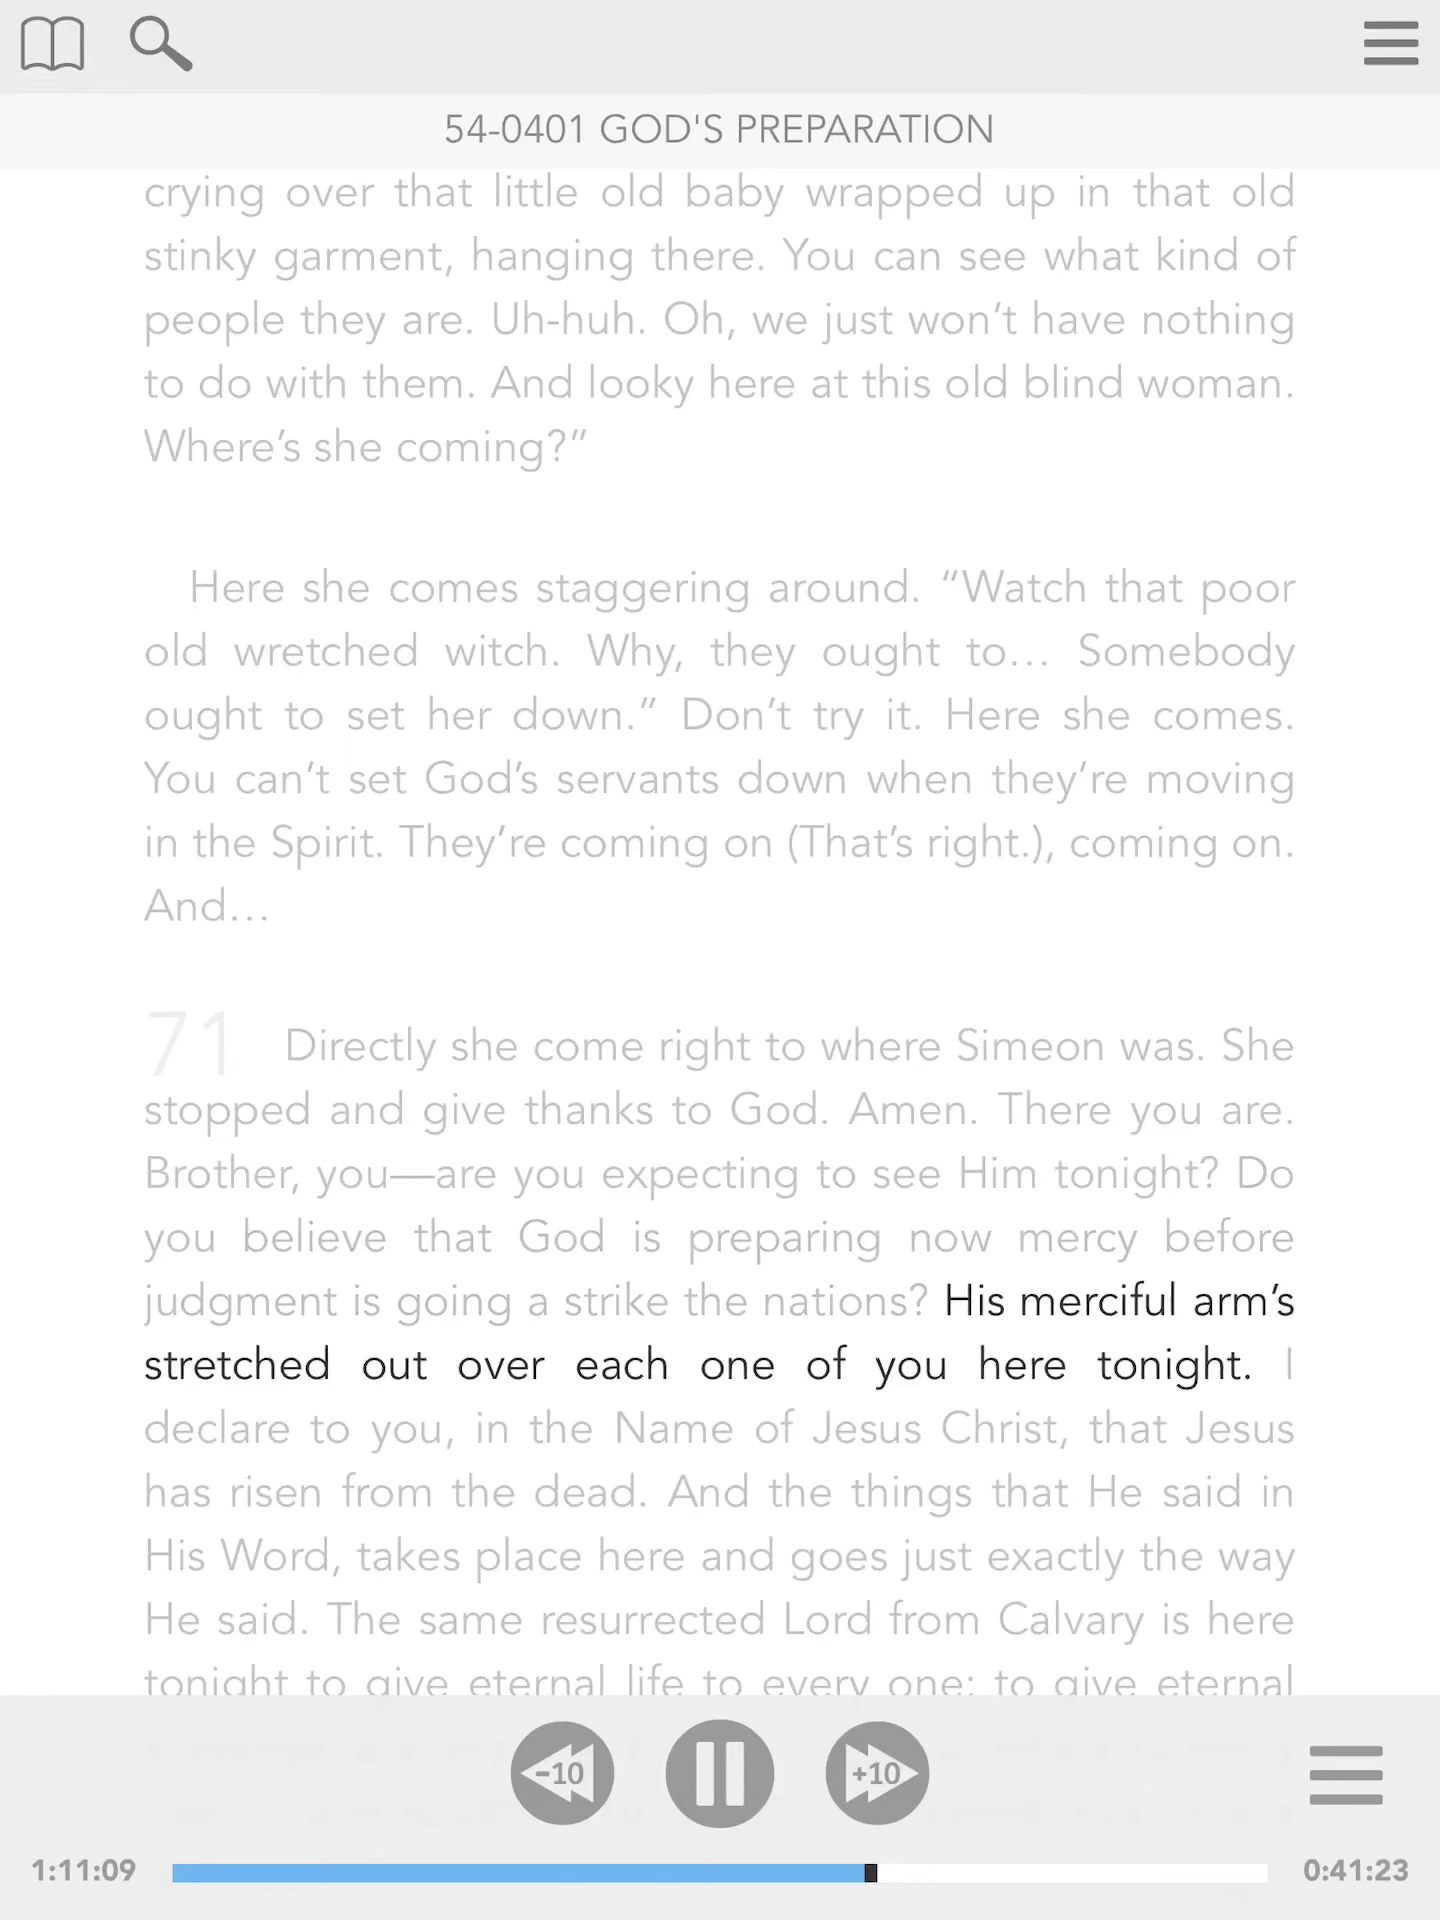 54-0401 GOD'S PREPARATION
crying over that little old baby wrapped up in that old
stinky garment, hanging there. You can see what kind of
people they are. Uh-huh. Oh, we just won’t have nothing
to do with them. And looky here at this old blind woman.
Where’s she coming?”
Here she comes staggering around. “Watch that poor
old wretched witch. Why, they ought to… Somebody
ought to set her down.” Don’t try it. Here she comes.
You can’t set God’s servants down when they’re moving
in the Spirit. They’re coming on (That’s right.), coming on.
And…
71 Directly she come right to where Simeon was. She
stopped and give thanks to God. Amen. There you are.
Brother, you—are you expecting to see Him tonight? Do
you believe that God is preparing now mercy before
judgment is going a strike the nations? His merciful arm’s
stretched out over each one of you here tonight. I
declare to you, in the Name of Jesus Christ, that Jesus
has risen from the dead. And the things that He said in
His Word, takes place here and goes just exactly the way
He said. The same resurrected Lord from Calvary is here
tonight to give eternal life to every one; to give eternal
-10 +10
1:11:09 0:41:23